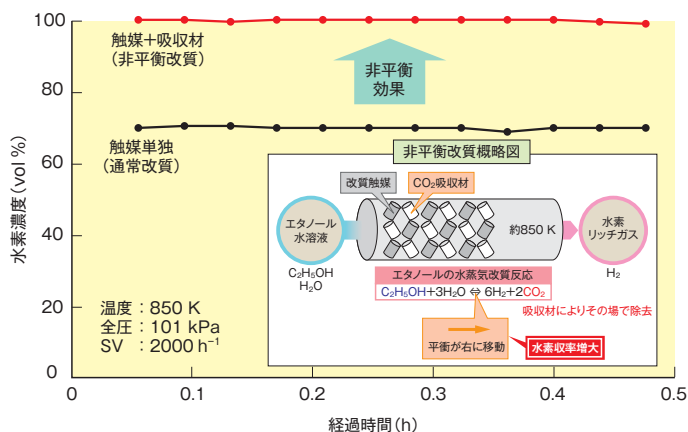 100
80
60
40
20
0
水素濃度(vol %)
触媒+吸収材
(非平衡改質)
非平衡
効果
触媒単独
(通常改質)
非平衡改質概略図
改質触媒
CO₂吸収材
エタノール
水溶液
約850 K
水素
リッチガス
C₂H₅OH
H₂O
H₂
エタノールの水蒸気改質反応
C₂H₅OH+3H₂O ⇔ 6H₂+2CO₂
吸収材によりその場で除去
平衡が右に移動
水素収率増大
温度:850 K
全圧:101 kPa
SV :2000 h⁻¹
0 0.1 0.2 0.3 0.4 0.5
経過時間(h)